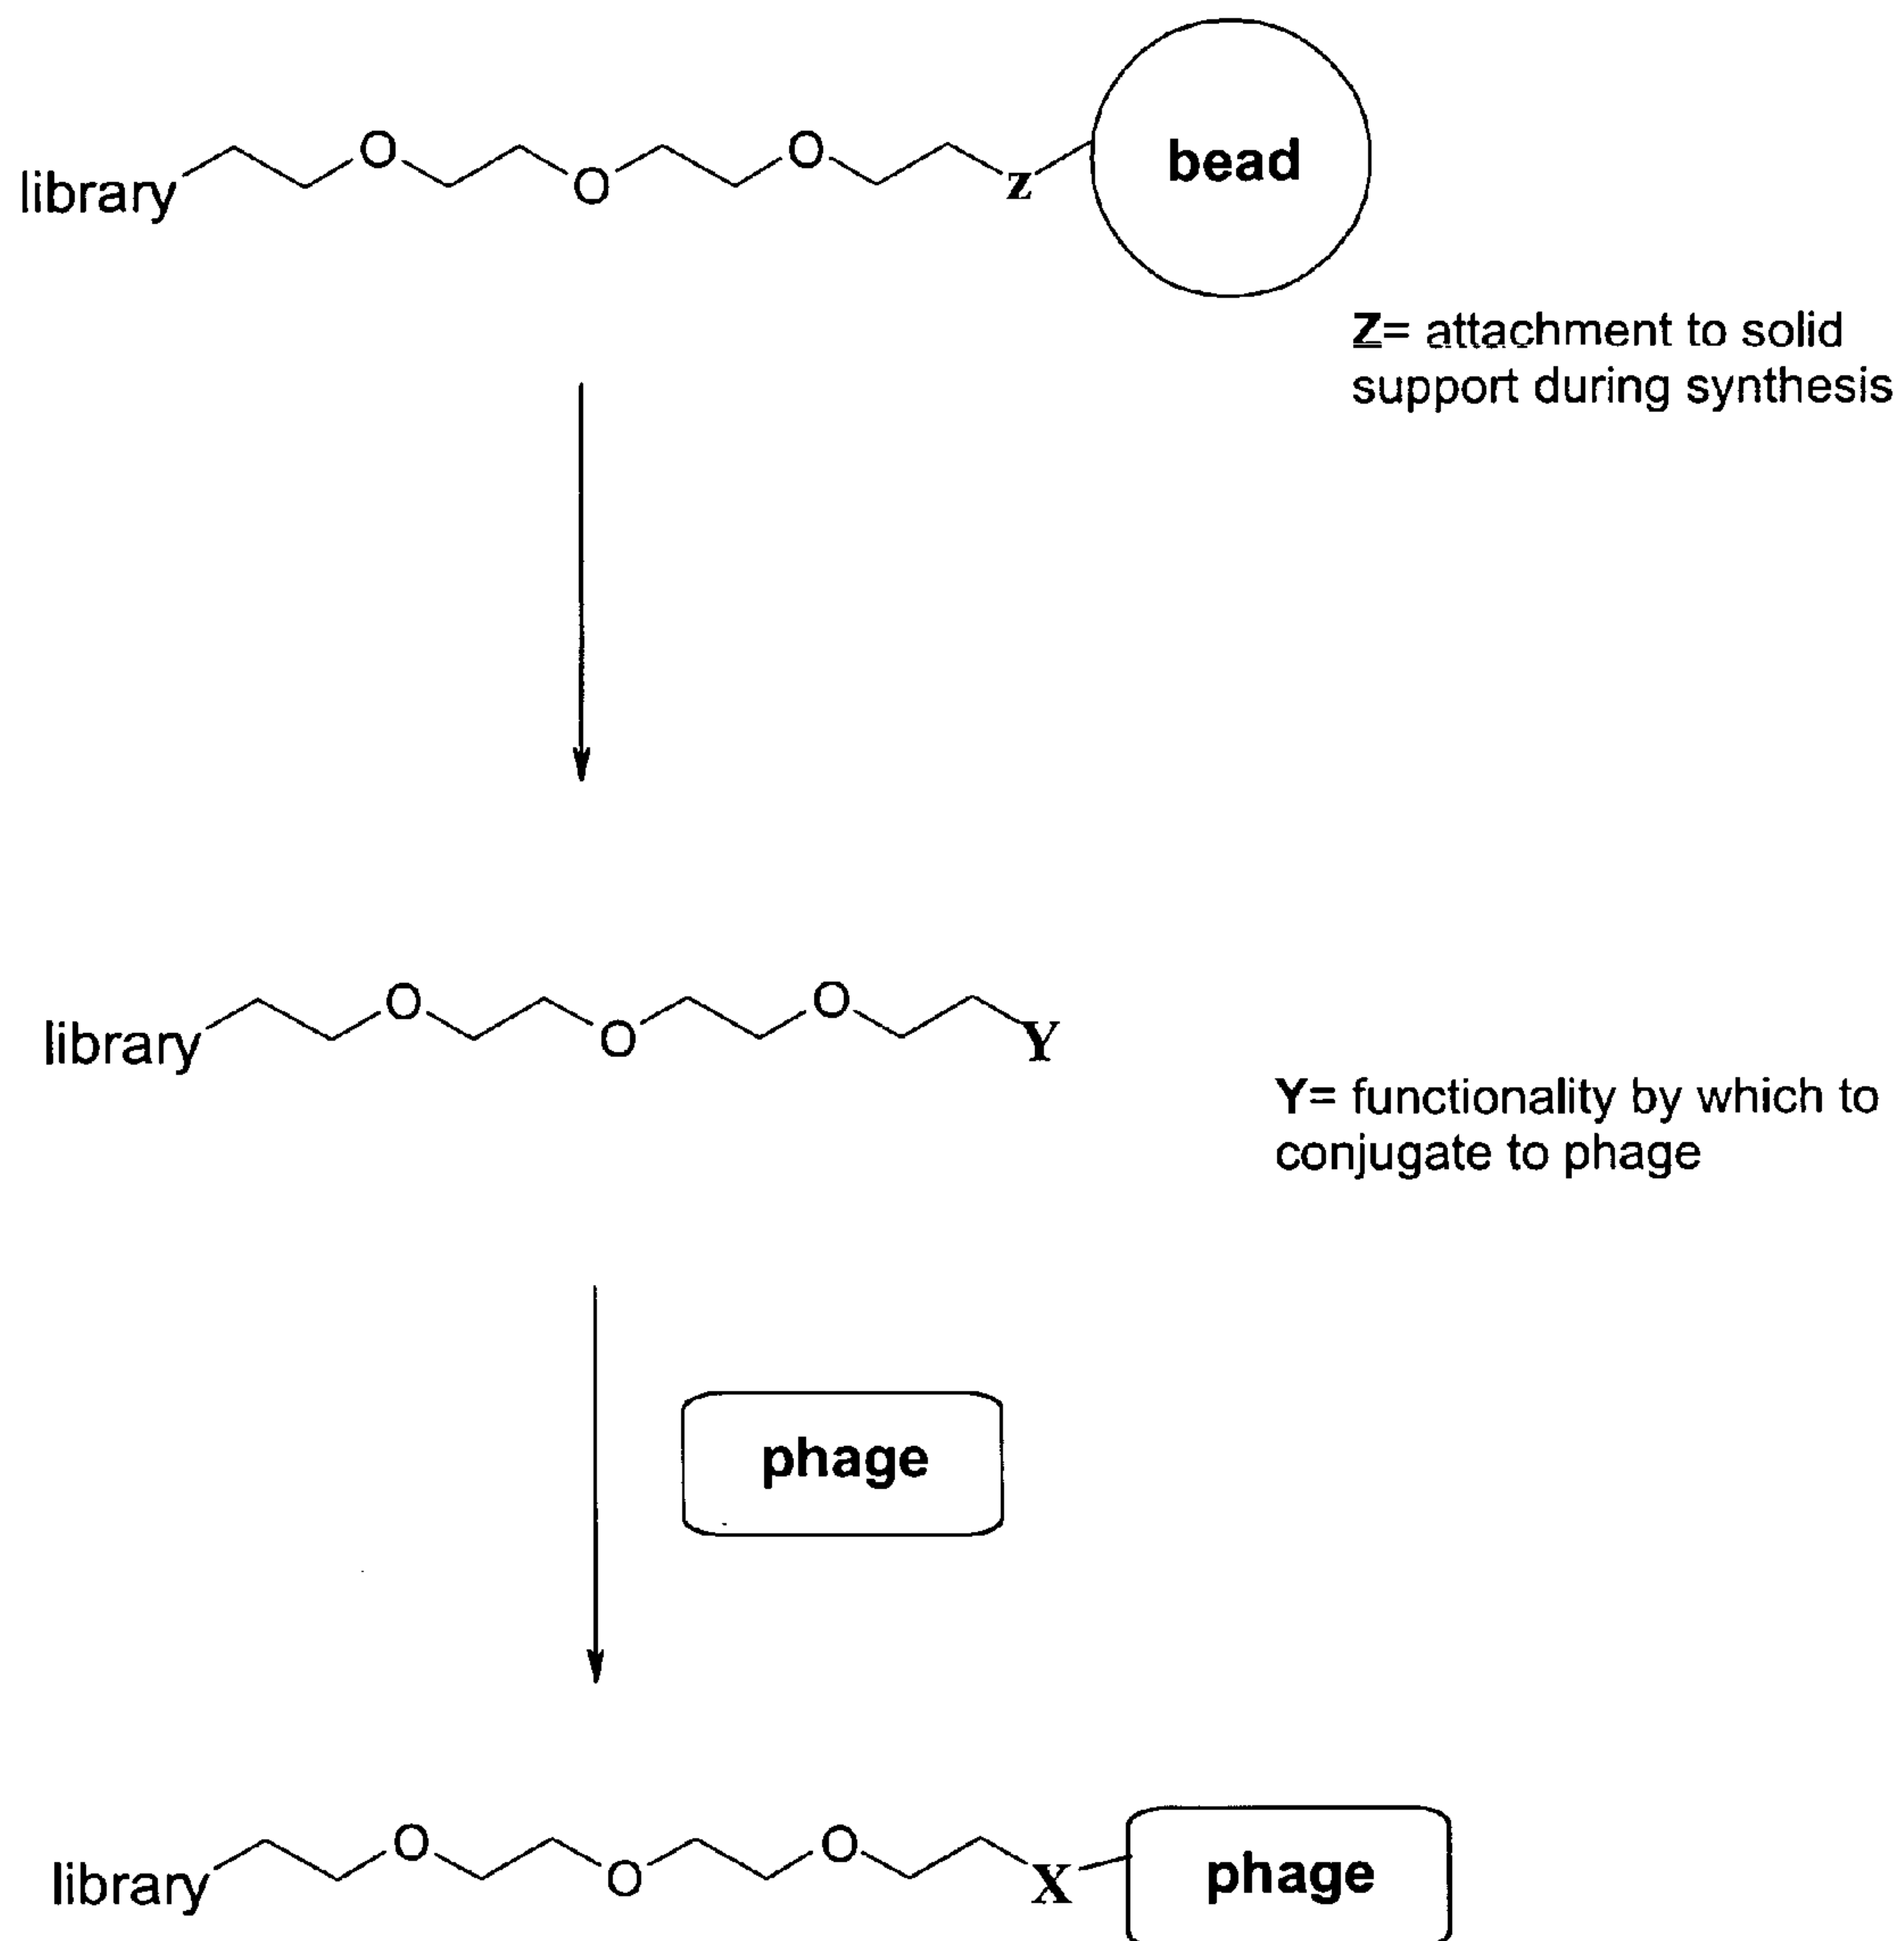 library O O O z bead
Z= attachment to solid
support during synthesis
library O O O Y
Y= functionality by which to
conjugate to phage
phage
library O O O X phage